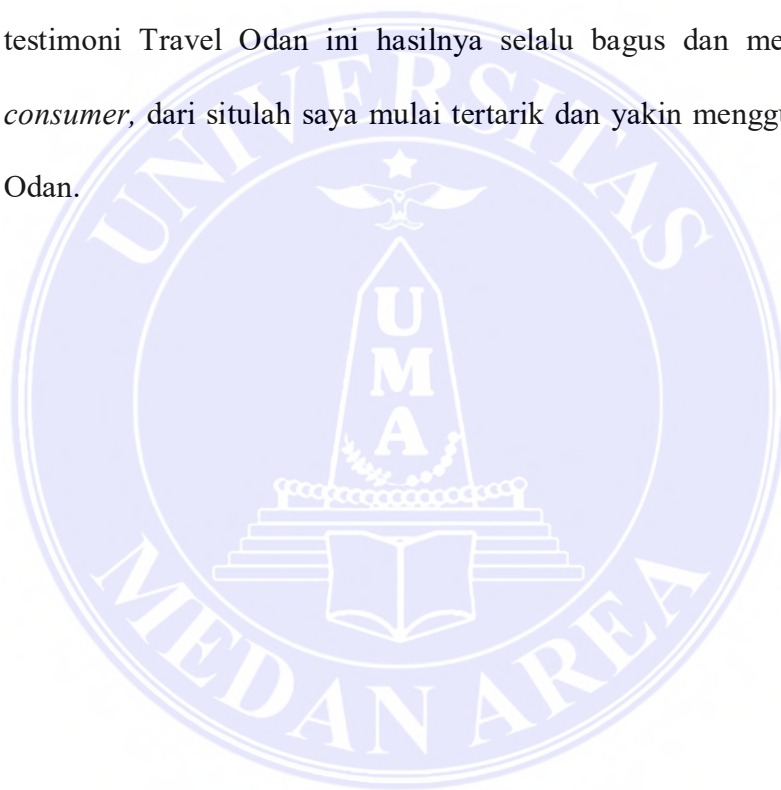 testimoni Travel Odan ini hasilnya selalu bagus dan me
consumer, dari situlah saya mulai tertarik dan yakin menggu
Odan.
UNIVERSITAS
UMA
MEDAN AREA